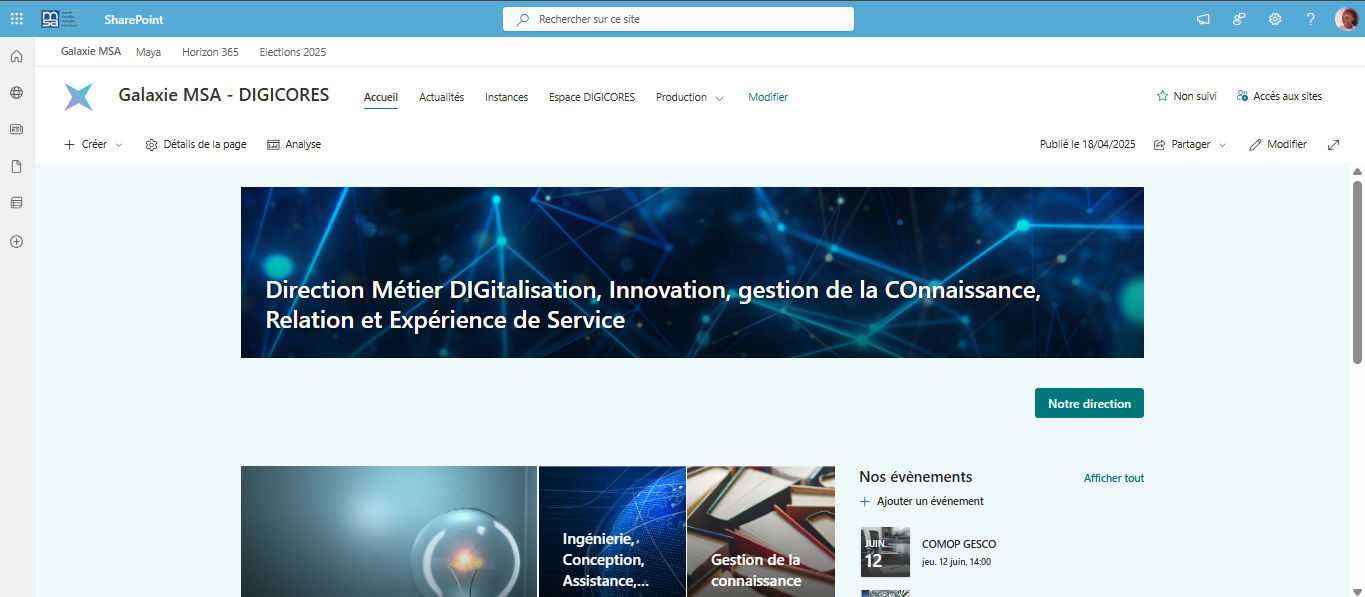 msa
SharePoint
Rechercher sur ce site
Galaxie MSA
Maya
Horizon 365
Elections 2025
Galaxie MSA - DIGICORES
Accueil
Actualités
Instances
Espace DIGICORES
Production
Modifier
Non suivi
Accès aux sites
Créer
Détails de la page
Analyse
Publié le 18/04/2025
Partager
Modifier
Direction Métier DIGitalisation, Innovation, gestion de la COnnaissance,
Relation et Expérience de Service
Notre direction
Ingénierie,
Conception,
Assistance,...
Gestion de la
connaissance
Nos évènements
Afficher tout
Ajouter un événement
JUIN
12
COMOP GESCO
jeu. 12 juin, 14:00